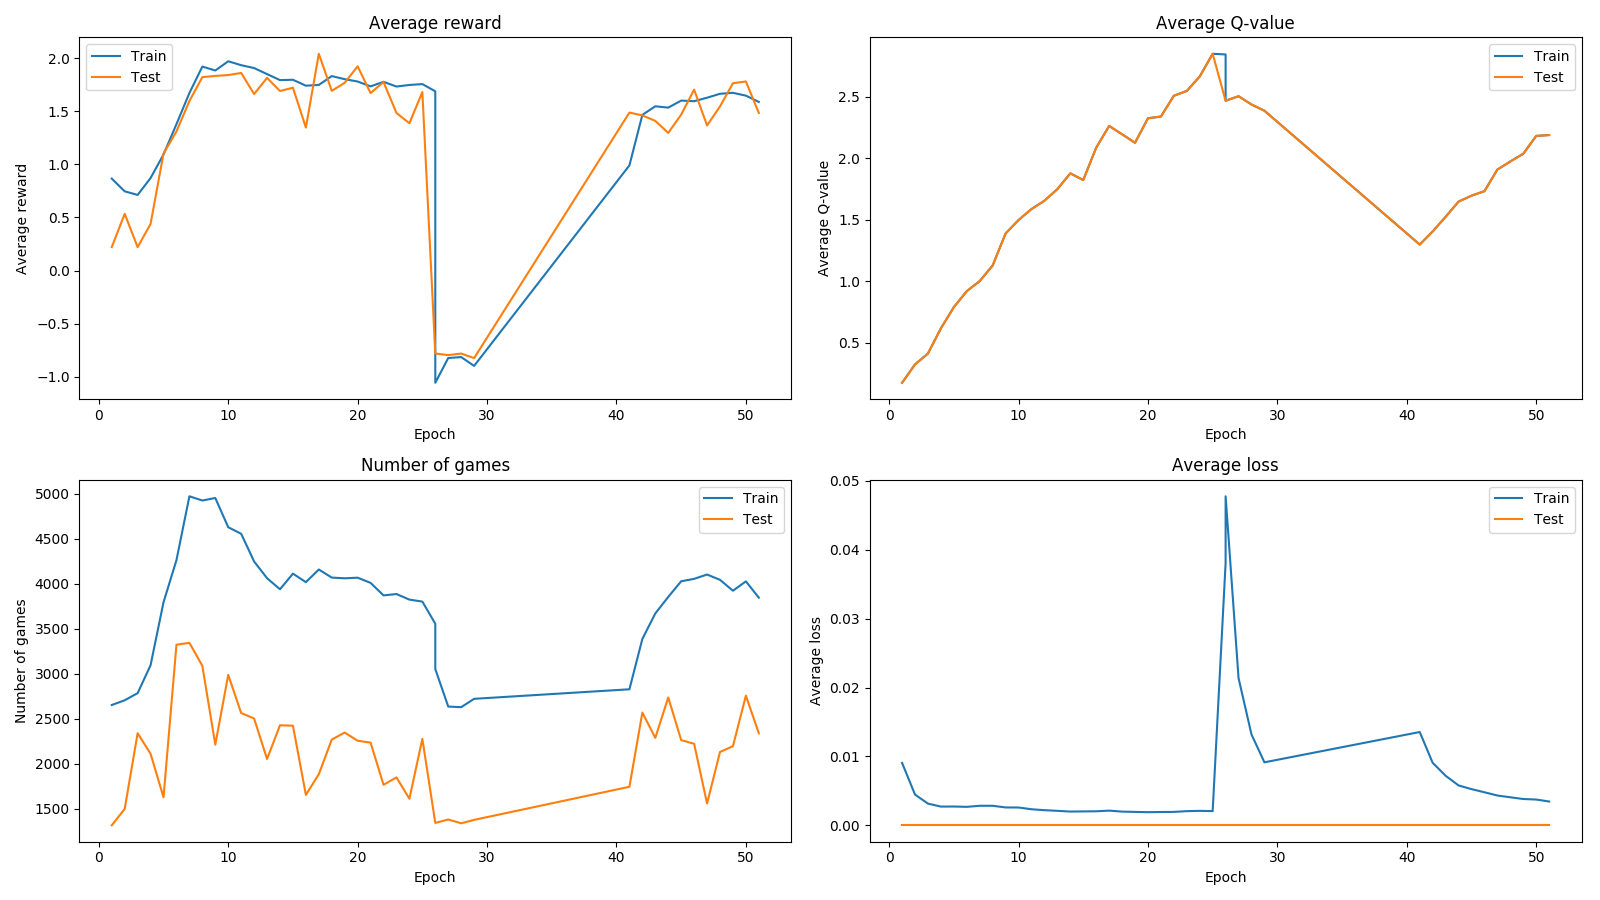 Average reward
Train
Test
2.0
1.5
1.0
0.5
0.0
−0.5
−1.0
Average reward
0 10 20 30 40 50
Epoch
Average Q-value
Train
Test
2.5
2.0
1.5
1.0
0.5
Average Q-value
0 10 20 30 40 50
Epoch
Number of games
Train
Test
5000
4500
4000
3500
3000
2500
2000
1500
Number of games
0 10 20 30 40 50
Epoch
Average loss
Train
Test
0.05
0.04
0.03
0.02
0.01
0.00
Average loss
0 10 20 30 40 50
Epoch